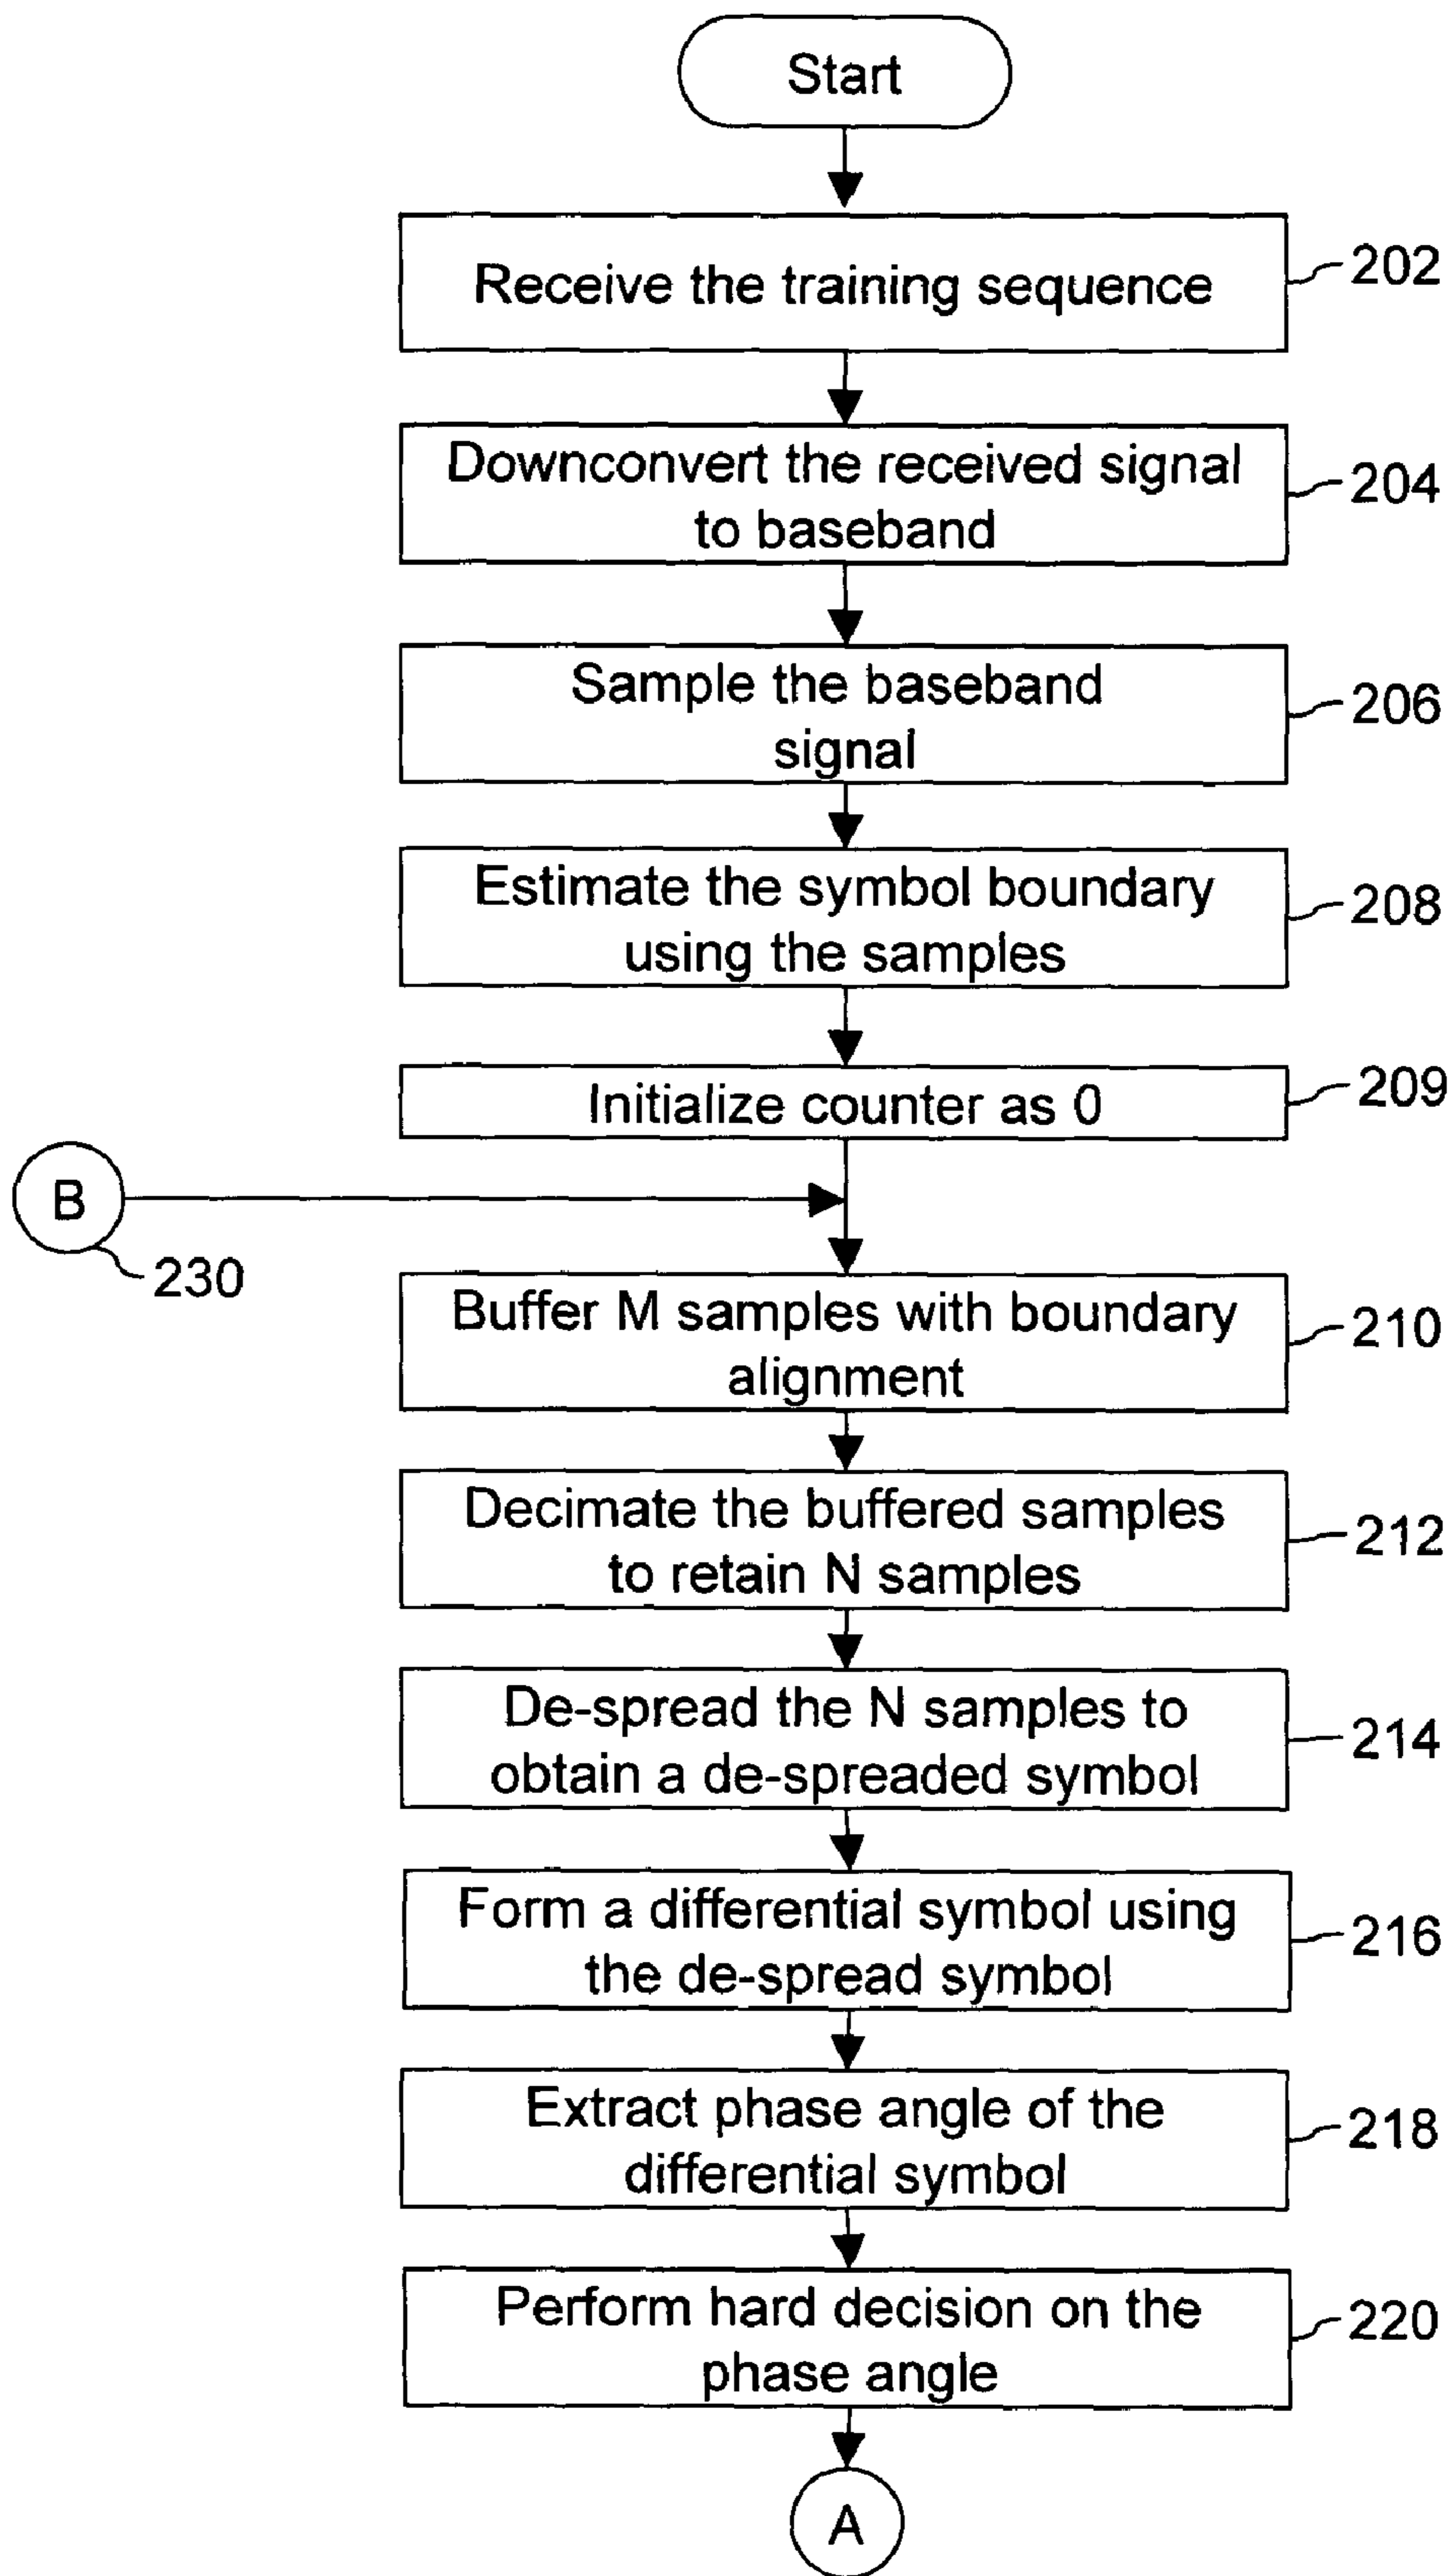 Start
Receive the training sequence
202
Downconvert the received signal
to baseband
204
Sample the baseband
signal
206
Estimate the symbol boundary
using the samples
208
Initialize counter as 0
209
B
230
Buffer M samples with boundary
alignment
210
Decimate the buffered samples
to retain N samples
212
De-spread the N samples to
obtain a de-spreaded symbol
214
Form a differential symbol using
the de-spread symbol
216
Extract phase angle of the
differential symbol
218
Perform hard decision on the
phase angle
220
A